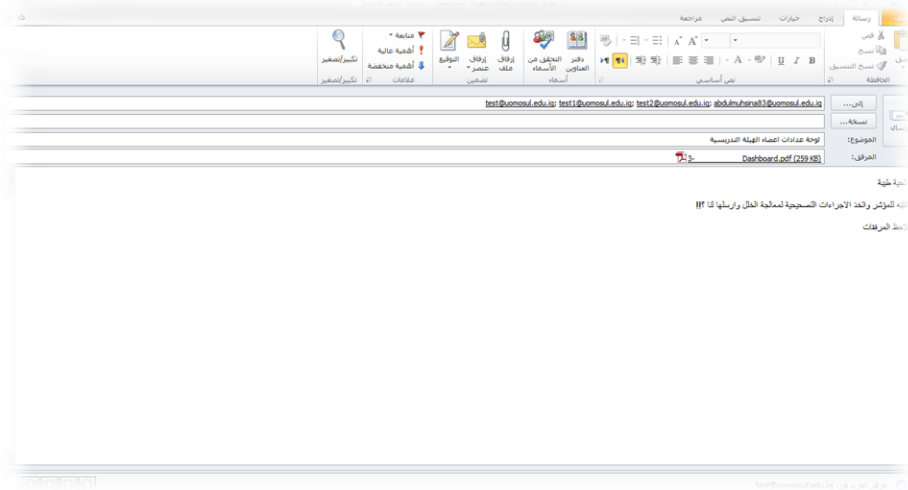 رسالة إدراج خيارات تنسيق النص مراجعة
قص
نسخ
نسخ التنسيق
الحافظة
B I U A
نص أساسي
دفتر العناوين
التحقق من الأسماء
أسماء
إرفاق ملف
إرفاق عنصر
التوقيع
تضمين
متابعة
أهمية عالية
أهمية منخفضة
علامات
تكبير/تصغير
تكبير/تصغير
إلى... test@uomosul.edu.iq; test1@uomosul.edu.iq; test2@uomosul.edu.iq; abdulmuhsina83@uomosul.edu.iq
نسخة...
الموضوع: لوحة عدادات اعضاء الهيئة التدريسية
المرفق: 3- Dashboard.pdf (259 KB)
تحية طيبة
للمؤشر واتخذ الاجراءات التصحيحية لمعالجة الخلل وارسلها لنا ؟!!
لاحظ المرفقات